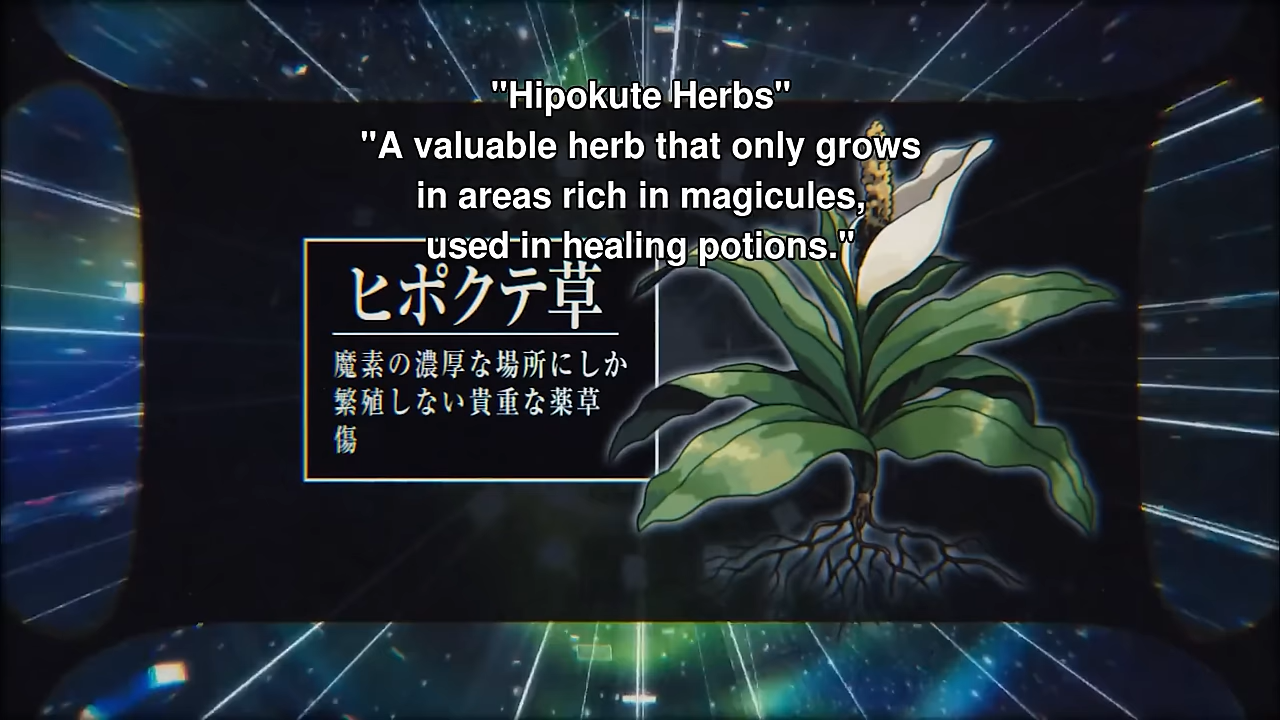 "Hipokute Herbs"
"A valuable herb that only grows
in areas rich in magicules,
used in healing potions."
ヒポクテ草
魔素の濃厚な場所にしか
繁殖しない貴重な薬草
傷